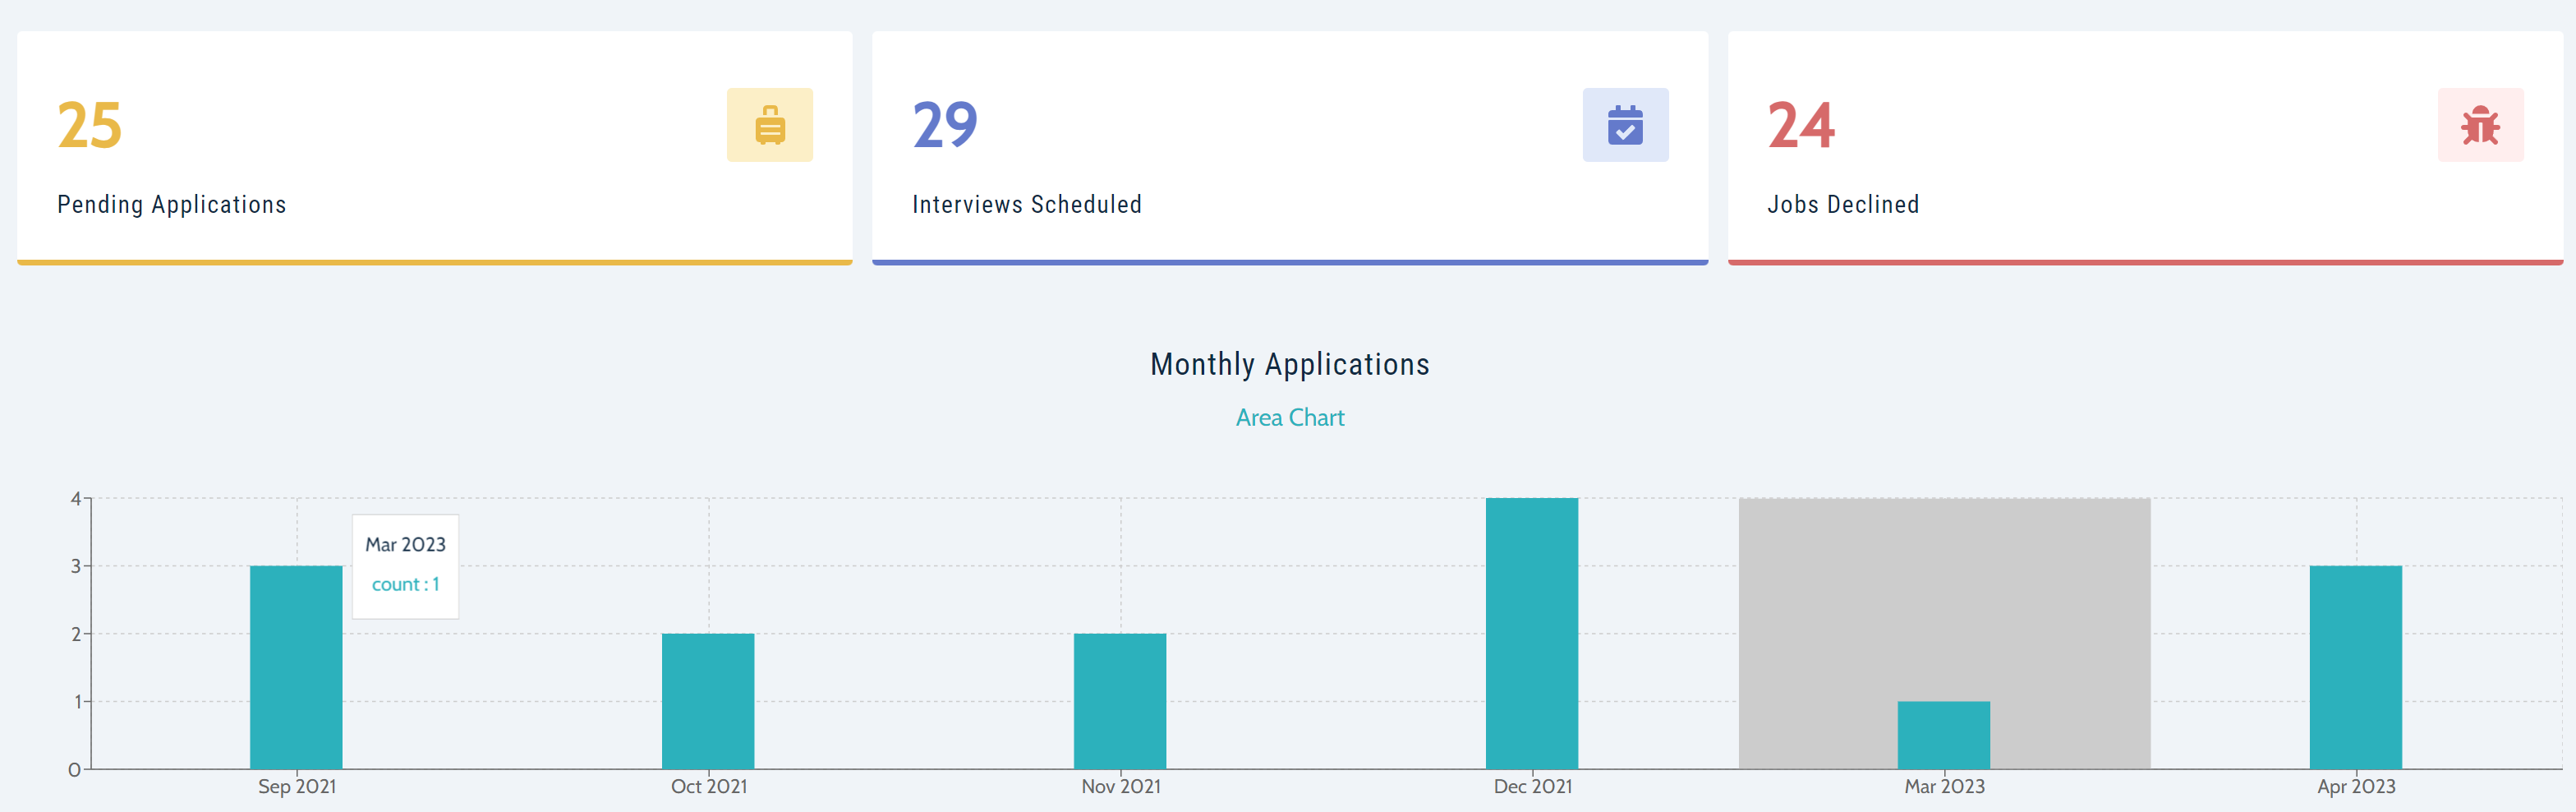 25
Pending Applications
29
Interviews Scheduled
24
Jobs Declined
Monthly Applications
Area Chart
4
3
2
1
0
Mar 2023
count : 1
Sep 2021
Oct 2021
Nov 2021
Dec 2021
Mar 2023
Apr 2023